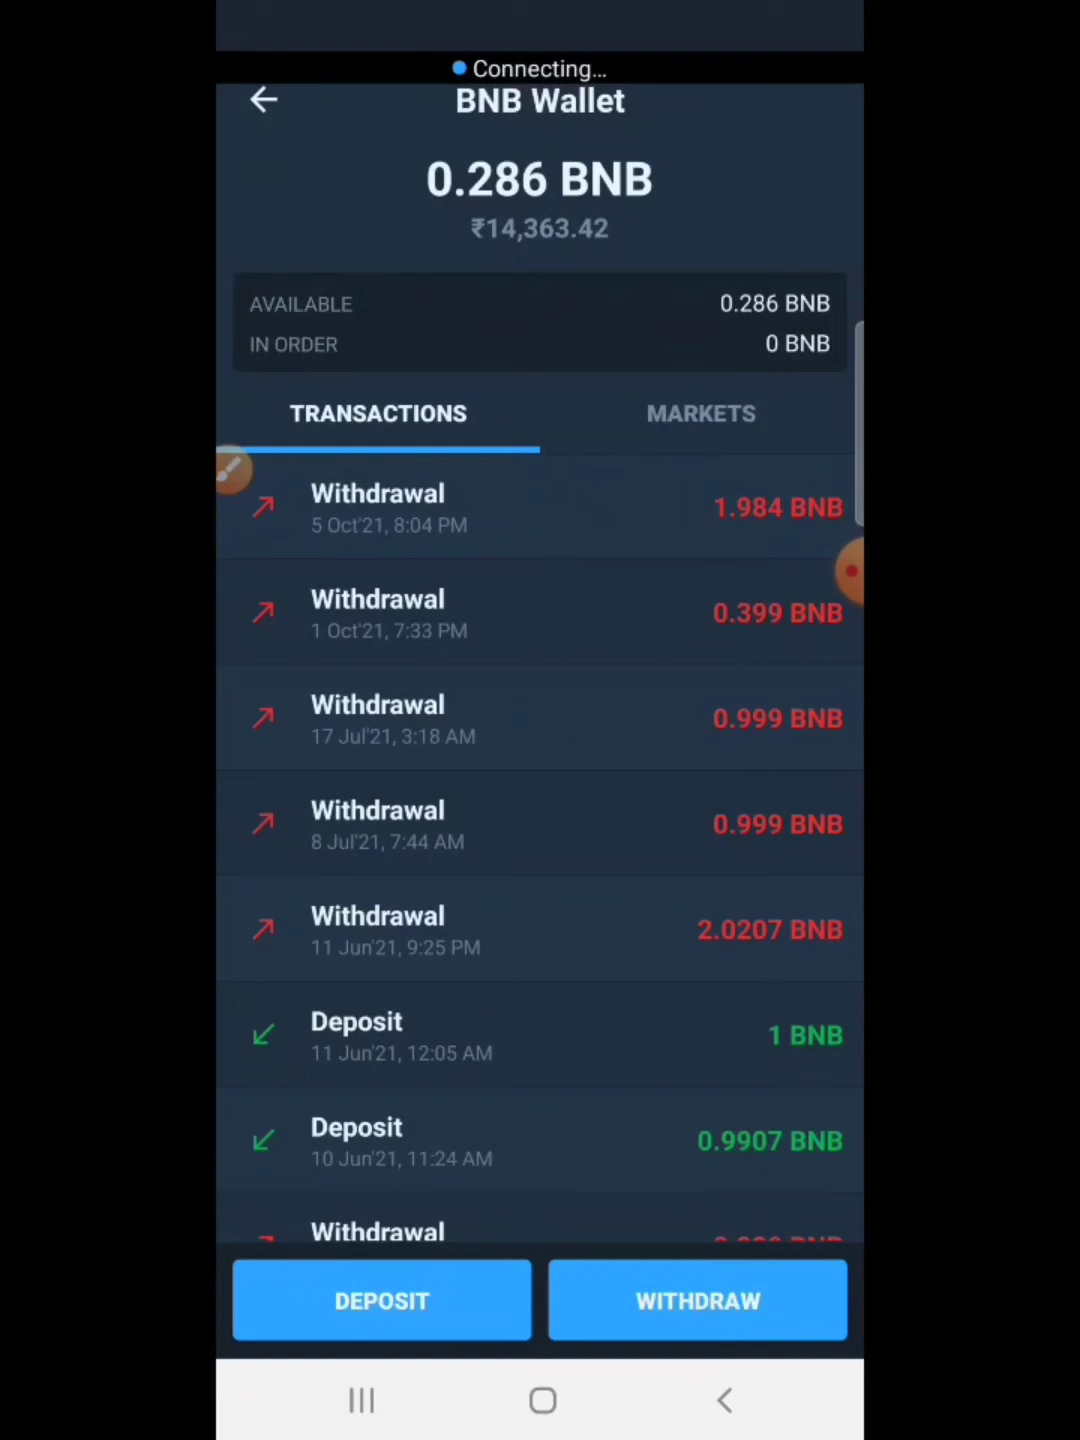 Connecting...
BNB Wallet
0.286 BNB
₹14,363.42
AVAILABLE 0.286 BNB
IN ORDER 0 BNB
TRANSACTIONS MARKETS
Withdrawal 1.984 BNB
5 Oct'21, 8:04 PM
Withdrawal 0.399 BNB
1 Oct'21, 7:33 PM
Withdrawal 0.999 BNB
17 Jul'21, 3:18 AM
Withdrawal 0.999 BNB
8 Jul'21, 7:44 AM
Withdrawal 2.0207 BNB
11 Jun'21, 9:25 PM
Deposit 1 BNB
11 Jun'21, 12:05 AM
Deposit 0.9907 BNB
10 Jun'21, 11:24 AM
Withdrawal
DEPOSIT WITHDRAW